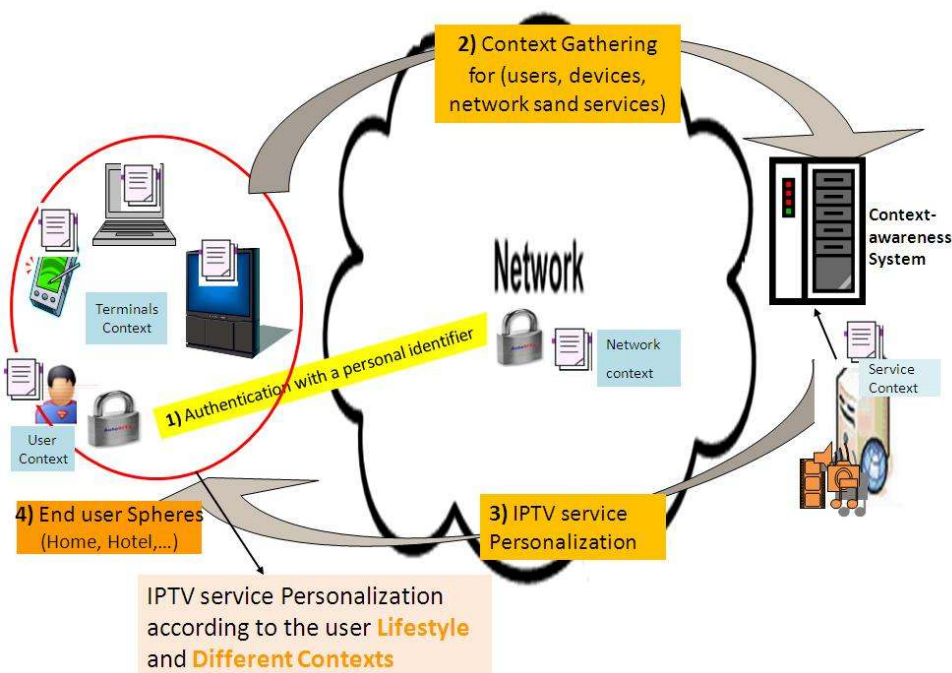 2) Context Gathering
for (users, devices,
network sand services)
Context-
awareness
System
Network
Terminals
Context
1) Authentication with a personal identifier
Network
context
Service
Context
User
Context
4) End user Spheres
(Home, Hotel,...)
3) IPTV service
Personalization
IPTV service Personalization
according to the user Lifestyle
and Different Contexts